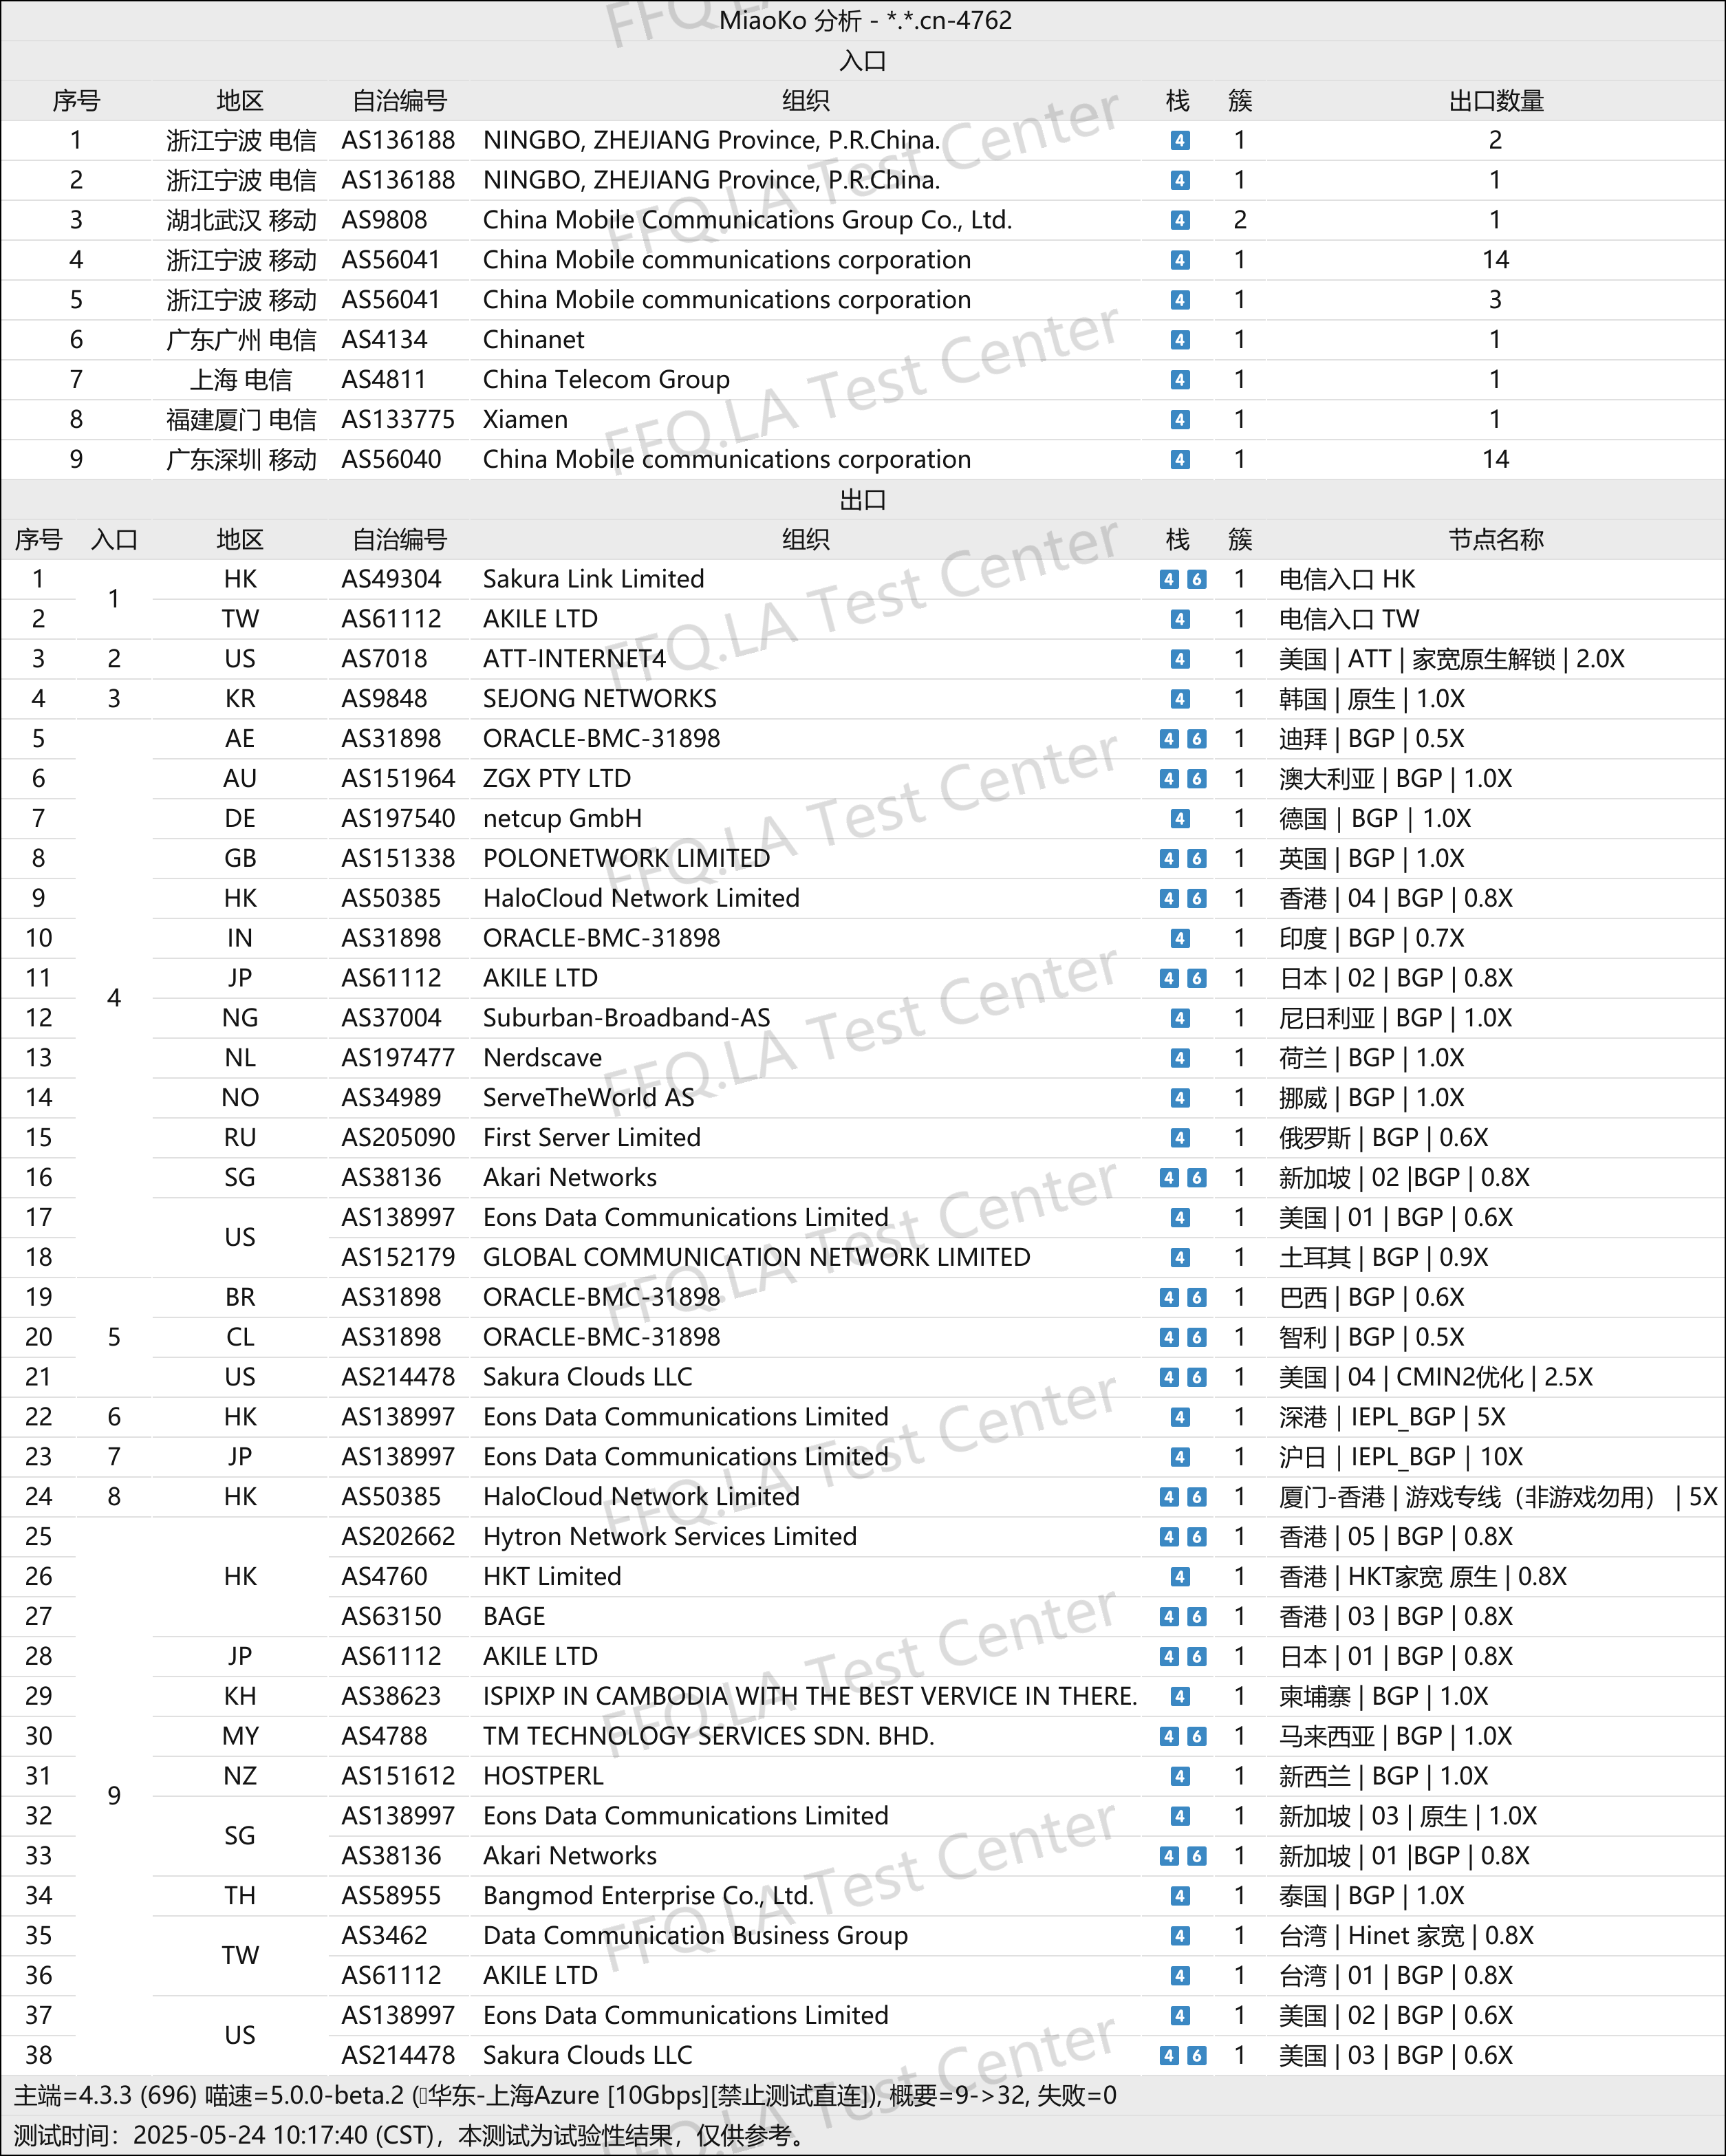 MiaoKo 分析 - *.*.cn-4762
入口
序号 地区 自治编号 组织 栈 簇 出口数量
1 浙江宁波 电信 AS136188 NINGBO, ZHEJIANG Province, P.R.China. 4 1 2
2 浙江宁波 电信 AS136188 NINGBO, ZHEJIANG Province, P.R.China. 4 1 1
3 湖北武汉 移动 AS9808 China Mobile Communications Group Co., Ltd. 4 2 1
4 浙江宁波 移动 AS56041 China Mobile communications corporation 4 1 14
5 浙江宁波 移动 AS56041 China Mobile communications corporation 4 1 3
6 广东广州 电信 AS4134 Chinanet 4 1 1
7 上海 电信 AS4811 China Telecom Group 4 1 1
8 福建厦门 电信 AS133775 Xiamen 4 1 1
9 广东深圳 移动 AS56040 China Mobile communications corporation 4 1 14
出口
序号 入口 地区 自治编号 组织 栈 簇 节点名称
1 1 HK AS49304 Sakura Link Limited 4 6 1 电信入口 HK
2 TW AS61112 AKILE LTD 4 1 电信入口 TW
3 2 US AS7018 ATT-INTERNET4 4 1 美国 | ATT | 家宽原生解锁 | 2.0X
4 3 KR AS9848 SEJONG NETWORKS 4 1 韩国 | 原生 | 1.0X
5 4 AE AS31898 ORACLE-BMC-31898 4 6 1 迪拜 | BGP | 0.5X
6 AU AS151964 ZGX PTY LTD 4 6 1 澳大利亚 | BGP | 1.0X
7 DE AS197540 netcup GmbH 4 1 德国 | BGP | 1.0X
8 GB AS151338 POLONETWORK LIMITED 4 6 1 英国 | BGP | 1.0X
9 HK AS50385 HaloCloud Network Limited 4 6 1 香港 | 04 | BGP | 0.8X
10 IN AS31898 ORACLE-BMC-31898 4 1 印度 | BGP | 0.7X
11 JP AS61112 AKILE LTD 4 6 1 日本 | 02 | BGP | 0.8X
12 NG AS37004 Suburban-Broadband-AS 4 1 尼日利亚 | BGP | 1.0X
13 NL AS197477 Nerdscave 4 1 荷兰 | BGP | 1.0X
14 NO AS34989 ServeTheWorld AS 4 1 挪威 | BGP | 1.0X
15 RU AS205090 First Server Limited 4 1 俄罗斯 | BGP | 0.6X
16 SG AS38136 Akari Networks 4 6 1 新加坡 | 02 |BGP | 0.8X
17 US AS138997 Eons Data Communications Limited 4 1 美国 | 01 | BGP | 0.6X
18 AS152179 GLOBAL COMMUNICATION NETWORK LIMITED 4 1 土耳其 | BGP | 0.9X
19 5 BR AS31898 ORACLE-BMC-31898 4 6 1 巴西 | BGP | 0.6X
20 CL AS31898 ORACLE-BMC-31898 4 6 1 智利 | BGP | 0.5X
21 US AS214478 Sakura Clouds LLC 4 6 1 美国 | 04 | CMIN2优化 | 2.5X
22 6 HK AS138997 Eons Data Communications Limited 4 1 深港 | IEPL_BGP | 5X
23 7 JP AS138997 Eons Data Communications Limited 4 1 沪日 | IEPL_BGP | 10X
24 8 HK AS50385 HaloCloud Network Limited 4 6 1 厦门-香港 | 游戏专线（非游戏勿用） | 5X
25 9 HK AS202662 Hytron Network Services Limited 4 6 1 香港 | 05 | BGP | 0.8X
26 AS4760 HKT Limited 4 1 香港 | HKT家宽 原生 | 0.8X
27 AS63150 BAGE 4 6 1 香港 | 03 | BGP | 0.8X
28 JP AS61112 AKILE LTD 4 6 1 日本 | 01 | BGP | 0.8X
29 KH AS38623 ISPIXP IN CAMBODIA WITH THE BEST VERVICE IN THERE. 4 1 柬埔寨 | BGP | 1.0X
30 MY AS4788 TM TECHNOLOGY SERVICES SDN. BHD. 4 6 1 马来西亚 | BGP | 1.0X
31 NZ AS151612 HOSTPERL 4 1 新西兰 | BGP | 1.0X
32 SG AS138997 Eons Data Communications Limited 4 1 新加坡 | 03 | 原生 | 1.0X
33 AS38136 Akari Networks 4 6 1 新加坡 | 01 |BGP | 0.8X
34 TH AS58955 Bangmod Enterprise Co., Ltd. 4 1 泰国 | BGP | 1.0X
35 TW AS3462 Data Communication Business Group 4 1 台湾 | Hinet 家宽 | 0.8X
36 AS61112 AKILE LTD 4 1 台湾 | 01 | BGP | 0.8X
37 US AS138997 Eons Data Communications Limited 4 1 美国 | 02 | BGP | 0.6X
38 AS214478 Sakura Clouds LLC 4 6 1 美国 | 03 | BGP | 0.6X
主端=4.3.3 (696) 喵速=5.0.0-beta.2 (▯华东-上海Azure [10Gbps][禁止测试直连]), 概要=9->32, 失败=0
测试时间：2025-05-24 10:17:40 (CST)，本测试为试验性结果，仅供参考。
FFQ.LA Test Center